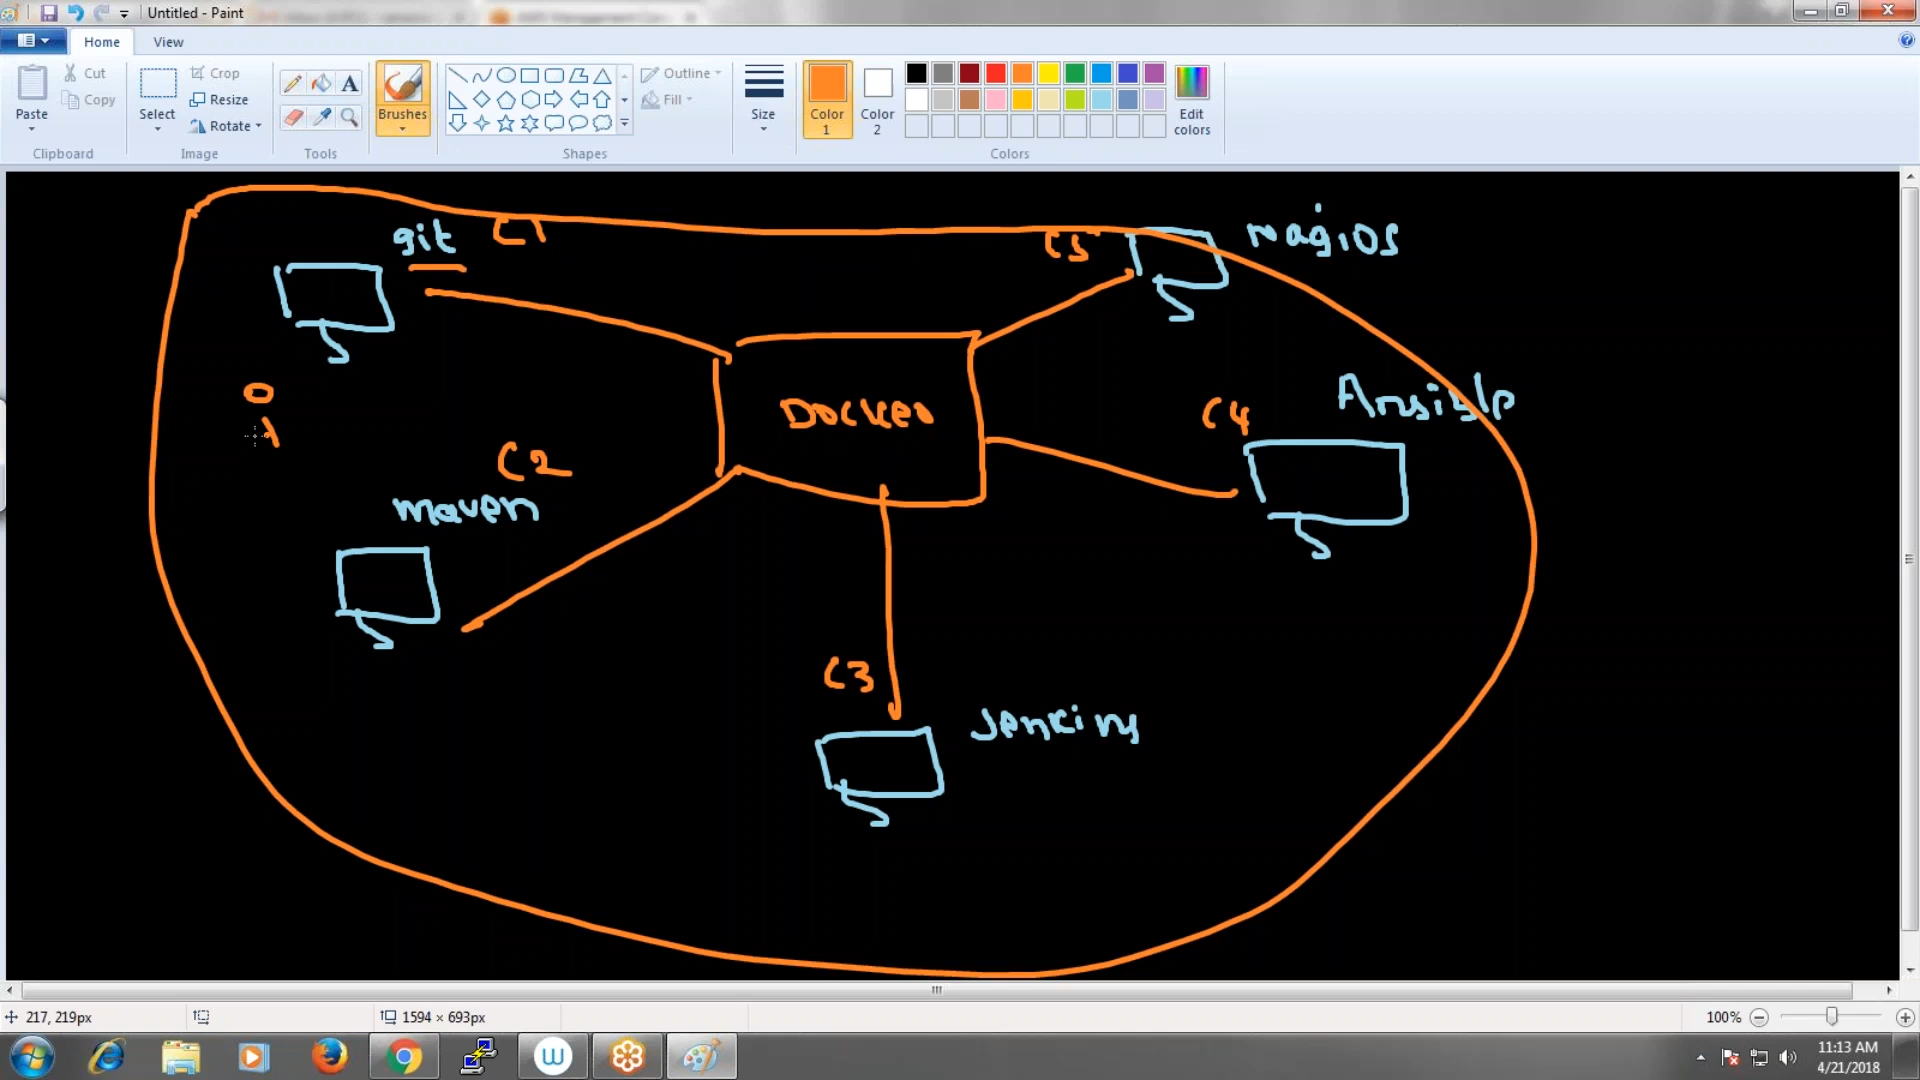 Untitled - Paint
Home View
Paste
Cut
Copy
Clipboard
Select
Crop
Resize
Rotate
Image
Tools
Brushes
Shapes
Outline
Fill
Size
Color 1
Color 2
Edit colors
Colors
git C1
C5 nagios
Docker
C4 Ansible
C2
maven
C3
Jenkins
217, 219px
1594 × 693px
100%
11:13 AM
4/21/2018